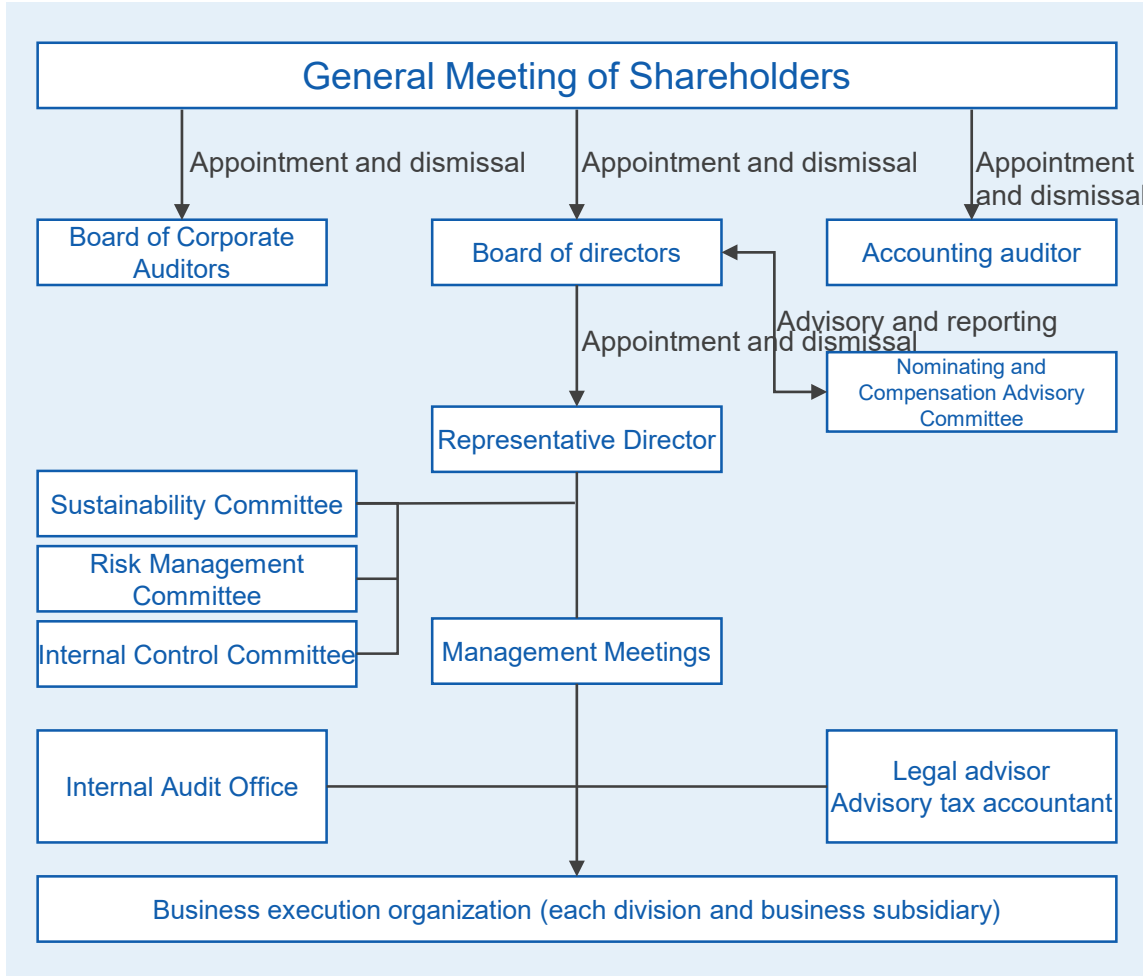 General Meeting of Shareholders
Appointment and dismissal
Appointment and dismissal
Appointment
and dismissal
Board of Corporate
Auditors
Board of directors
Accounting auditor
Advisory and reporting
Appointment and dismissal
Nominating and
Compensation Advisory
Committee
Representative Director
Sustainability Committee
Risk Management
Committee
Internal Control Committee
Management Meetings
Internal Audit Office
Legal advisor
Advisory tax accountant
Business execution organization (each division and business subsidiary)